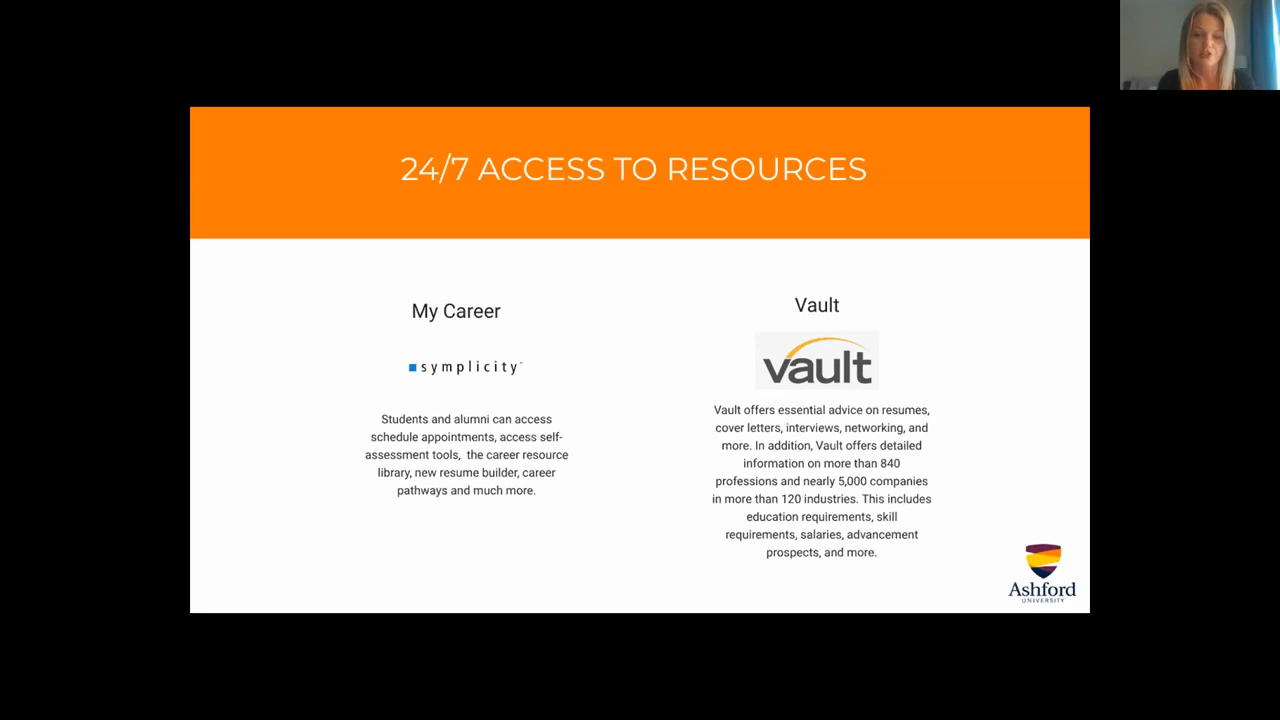 24/7 ACCESS TO RESOURCES
My Career
symplicity
Students and alumni can access
schedule appointments, access self-
assessment tools, the career resource
library, new resume builder, career
pathways and much more.
Vault
vault
Vault offers essential advice on resumes,
cover letters, interviews, networking, and
more. In addition, Vault offers detailed
information on more than 840
professions and nearly 5,000 companies
in more than 120 industries. This includes
education requirements, skill
requirements, salaries, advancement
prospects, and more.
Ashford
UNIVERSITY